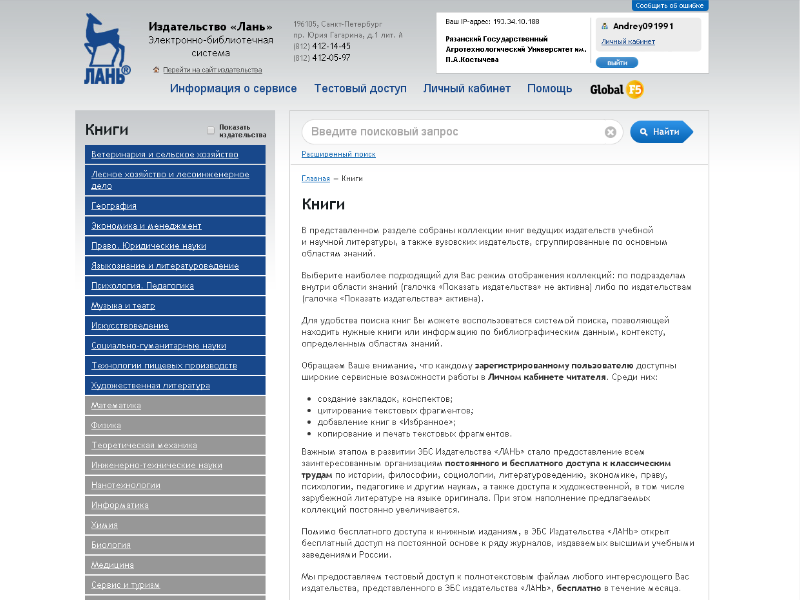 Сообщить об ошибке
ЛАНЬ®
Издательство «Лань»
Электронно-библиотечная
система
Перейти на сайт издательства
196105, Санкт-Петербург
пр. Юрия Гагарина, д.1 лит. А
(812) 412-14-45
(812) 412-05-97
Ваш IP-адрес: 193.34.10.188
Рязанский Государственный
Агротехнологический Университет им.
П.А.Костычева
Andrey091991
Личный кабинет
выйти
Информация о сервисе
Тестовый доступ
Личный кабинет
Помощь
Global F5
Книги
Показать
издательства
Ветеринария и сельское хозяйство
Лесное хозяйство и лесоинженерное
дело
География
Экономика и менеджмент
Право. Юридические науки
Языкознание и литературоведение
Психология. Педагогика
Музыка и театр
Искусствоведение
Социально-гуманитарные науки
Технологии пищевых производств
Художественная литература
Математика
Физика
Теоретическая механика
Инженерно-технические науки
Нанотехнологии
Информатика
Химия
Биология
Медицина
Сервис и туризм
Введите поисковый запрос
Найти
Расширенный поиск
Главная — Книги
Книги
В представленном разделе собраны коллекции книг ведущих издательств учебной
и научной литературы, а также вузовских издательств, сгруппированные по основным
областям знаний.
Выберите наиболее подходящий для Вас режим отображения коллекций: по подразделам
внутри области знаний (галочка «Показать издательства» не активна) либо по издательствам
(галочка «Показать издательства» активна).
Для удобства поиска книг Вы можете воспользоваться системой поиска, позволяющей
находить нужные книги или информацию по библиографическим данным, контексту,
определенным областям знаний.
Обращаем Ваше внимание, что каждому зарегистрированному пользователю доступны
широкие сервисные возможности работы в Личном кабинете читателя. Среди них:
• создание закладок, конспектов;
• цитирование текстовых фрагментов;
• добавление книг в «Избранное»;
• копирование и печать текстовых фрагментов.
Важным этапом в развитии ЭБС Издательства «ЛАНЬ» стало предоставление всем
заинтересованным организациям постоянного и бесплатного доступа к классическим
трудам по истории, философии, социологии, литературоведению, экономике, праву,
психологии, педагогике и другим наукам, а также доступа к художественной, в том числе
зарубежной литературе на языке оригинала. При этом наполнение предлагаемых
коллекций постоянно увеличивается.
Помимо бесплатного доступа к книжным изданиям, в ЭБС Издательства «ЛАНЬ» открыт
бесплатный доступ на постоянной основе к ряду журналов, издаваемых высшими учебными
заведениями России.
Мы предоставляем тестовый доступ к полнотекстовым файлам любого интересующего Вас
издательства, представленного в ЭБС издательства «ЛАНЬ», бесплатно в течение месяца.